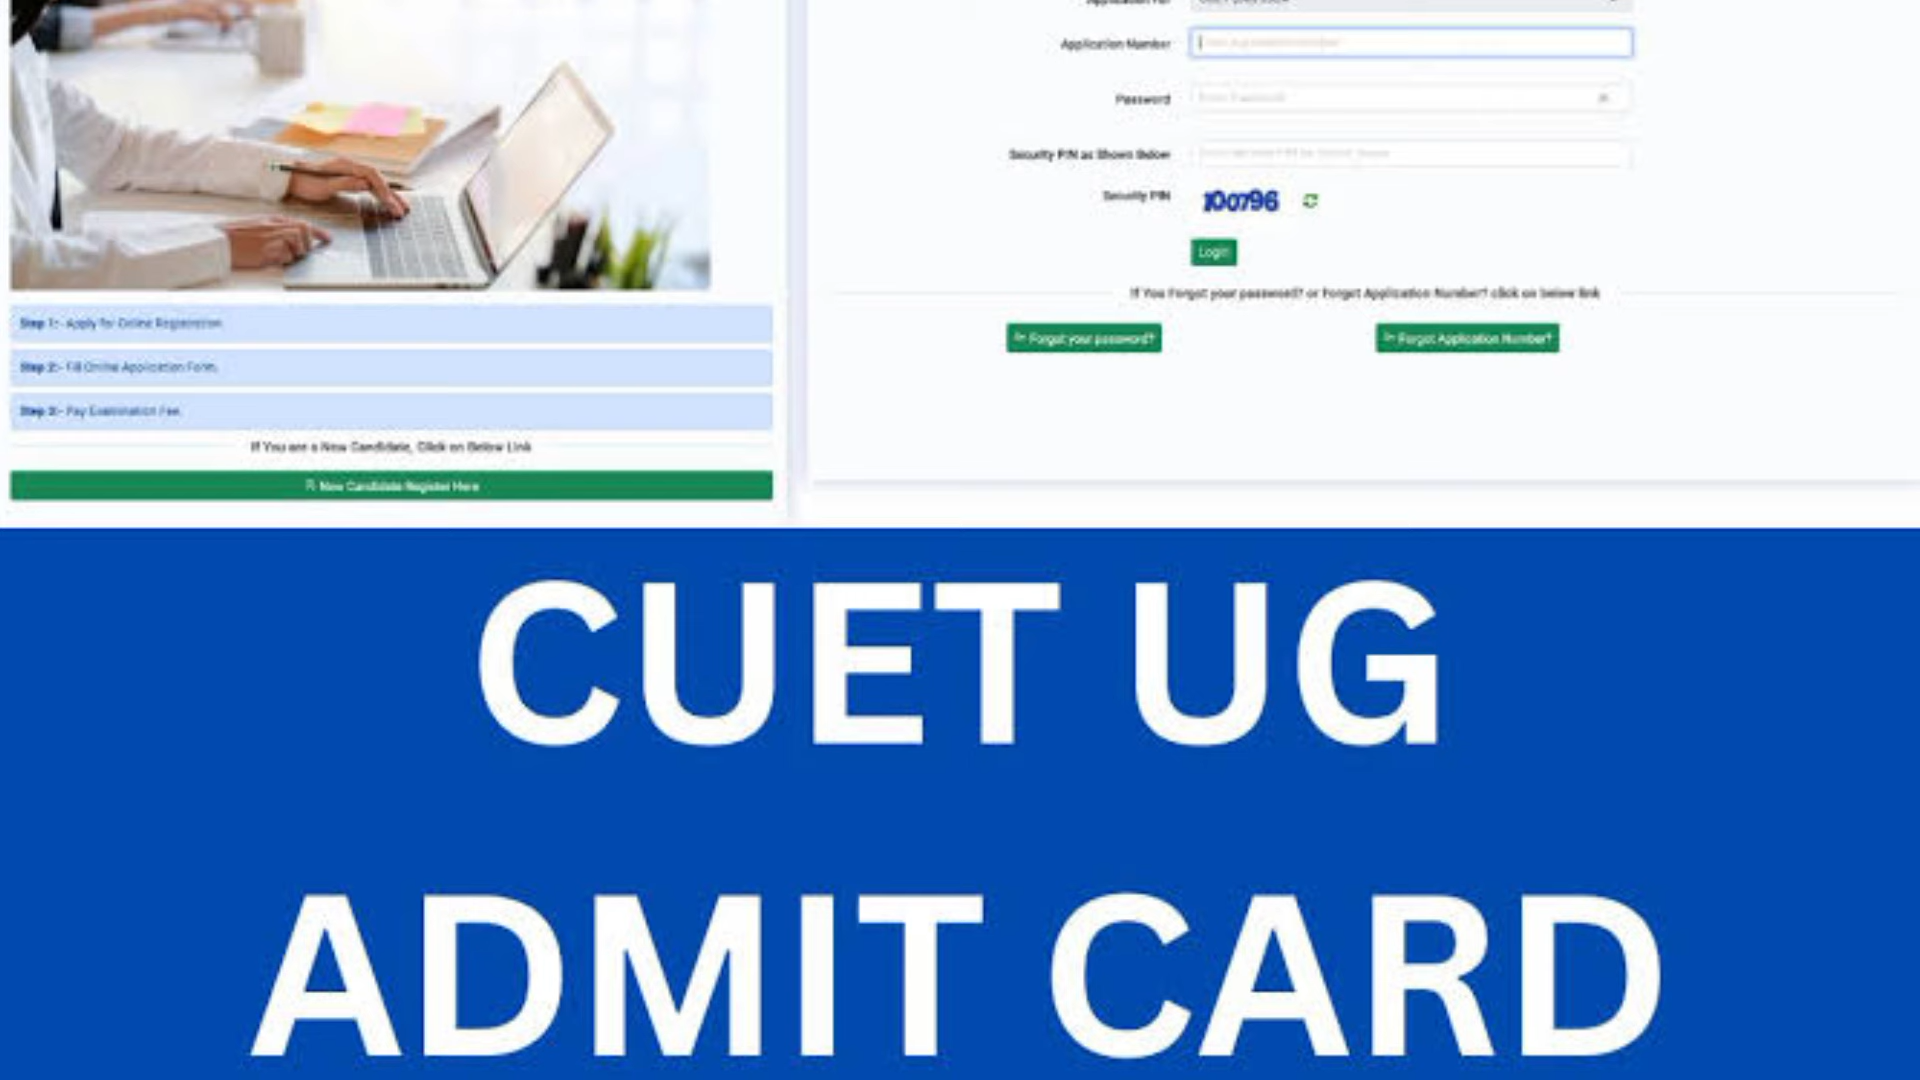 Step 1:- Apply for Online Registration
Step 2:- Fill Online Application Form.
Step 3:- Pay Examination Fee.
If You are a New Candidate, Click on Below Link
New Candidate Register Here
Application For
Application Number
Password
Security PIN as Shown Below
Security PIN
100796
Login
If You Forgot your password? or Forgot Application Number? click on below link
Forgot your password?
Forgot Application Number?
CUET UG
ADMIT CARD